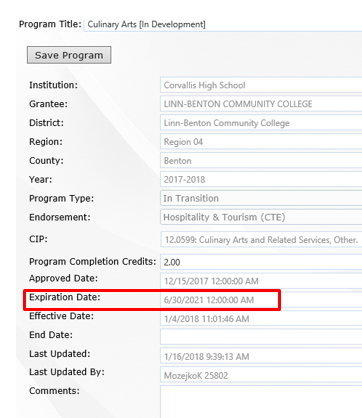 Program Title: Culinary Arts [In Development]
Save Program
Institution: Corvallis High School
Grantee: LINN-BENTON COMMUNITY COLLEGE
District: Linn-Benton Community College
Region: Region 04
County: Benton
Year: 2017-2018
Program Type: In Transition
Endorsement: Hospitality & Tourism (CTE)
CIP: 12.0599: Culinary Arts and Related Services, Other.
Program Completion Credits: 2.00
Approved Date: 12/15/2017 12:00:00 AM
Expiration Date: 6/30/2021 12:00:00 AM
Effective Date: 1/4/2018 11:01:46 AM
End Date:
Last Updated: 1/16/2018 9:39:13 AM
Last Updated By: MozejkoK 25802
Comments: